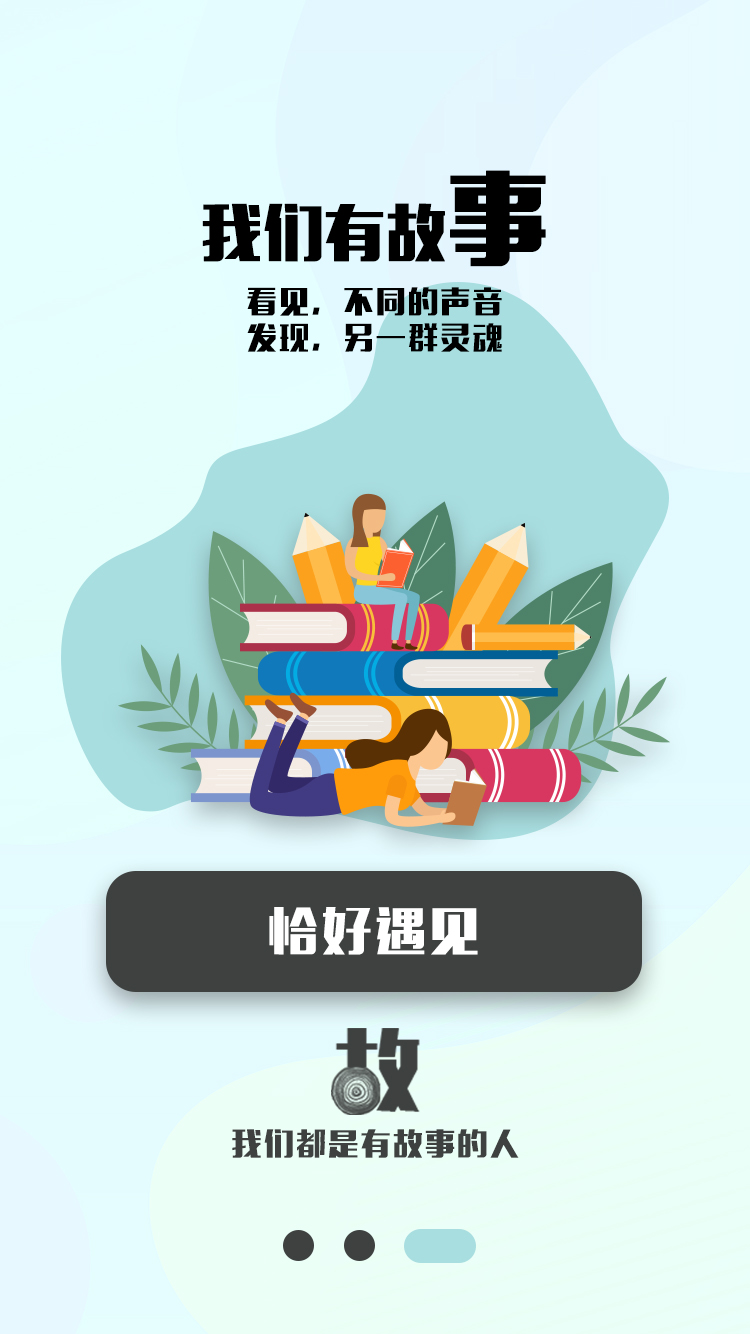 我们有故事
看见，不同的声音
发现，另一群灵魂
恰好遇见
故
我们都是有故事的人